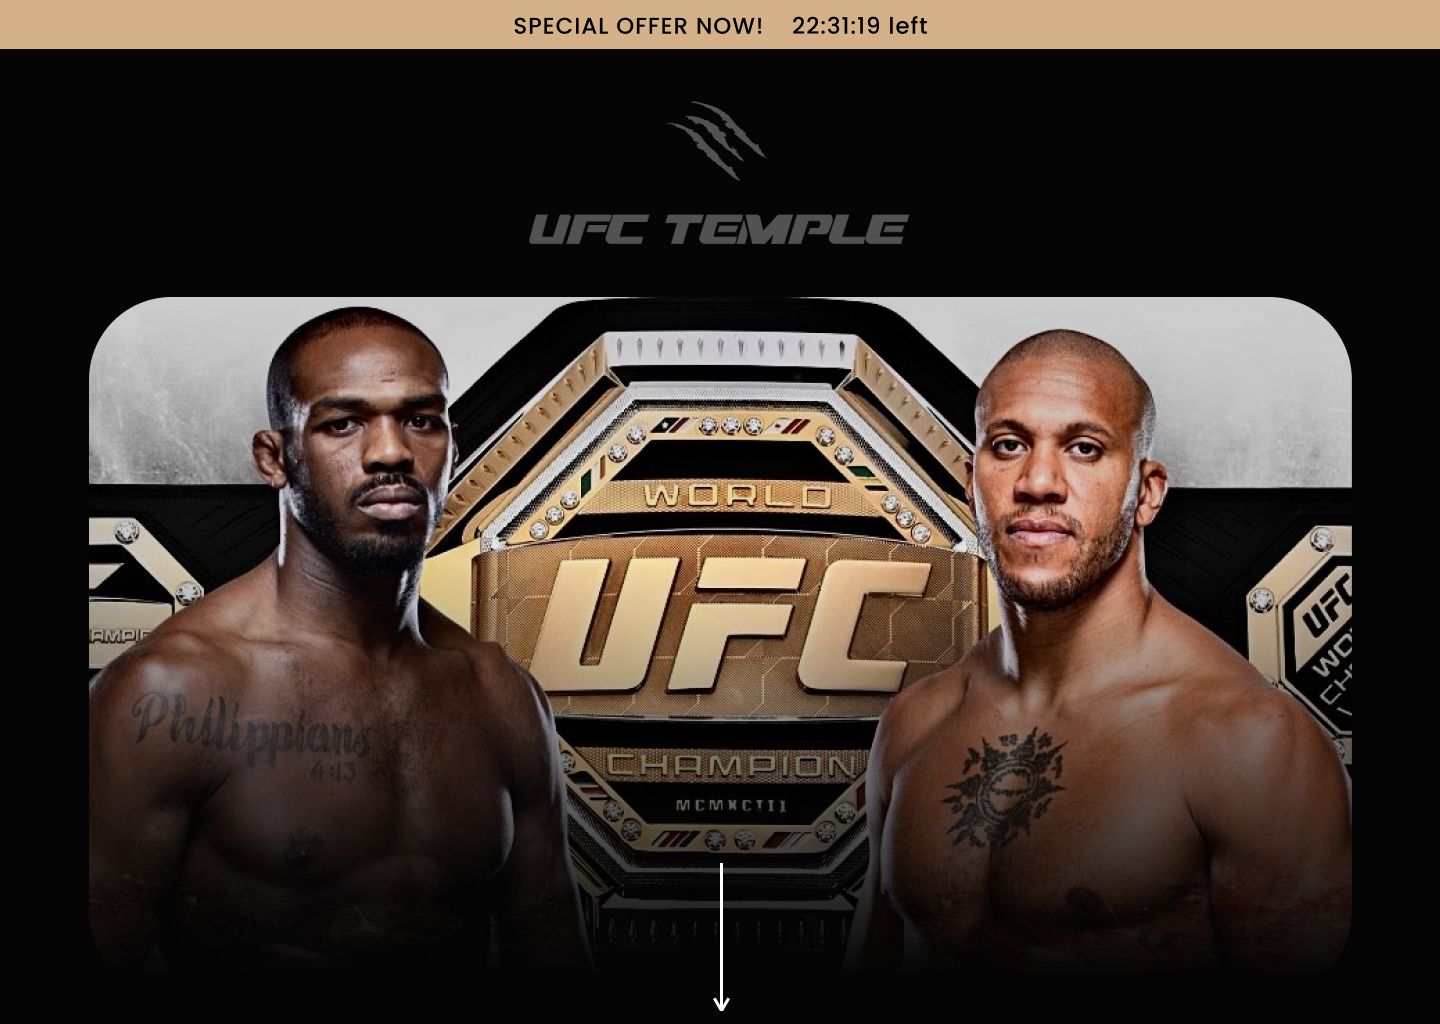 SPECIAL OFFER NOW! 22:31:19 left
UFC TEMPLE
WORLD
UFC
CHAMPION
MCMXCIII
Philippians
4:13
UFC